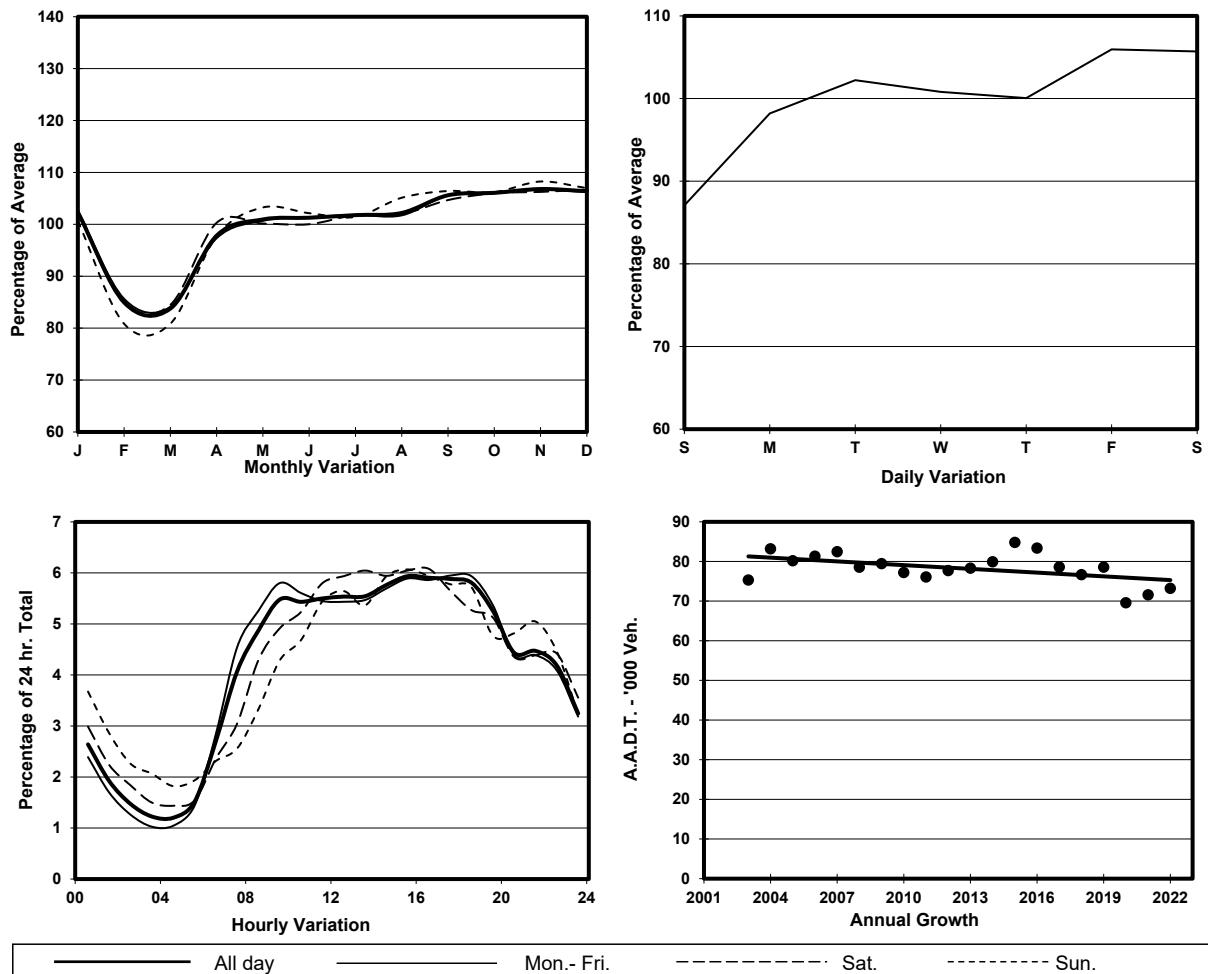 140
130
120
110
100
90
80
70
60
Percentage of Average
J F M A M J J A S O N D
Monthly Variation
110
100
90
80
70
60
Percentage of Average
S M T W T F S
Daily Variation
7
6
5
4
3
2
1
0
Percentage of 24 hr. Total
00 04 08 12 16 20 24
Hourly Variation
90
80
70
60
50
40
30
20
10
0
A.A.D.T. - '000 Veh.
2001 2004 2007 2010 2013 2016 2019 2022
Annual Growth
All day Mon.- Fri. Sat. Sun.